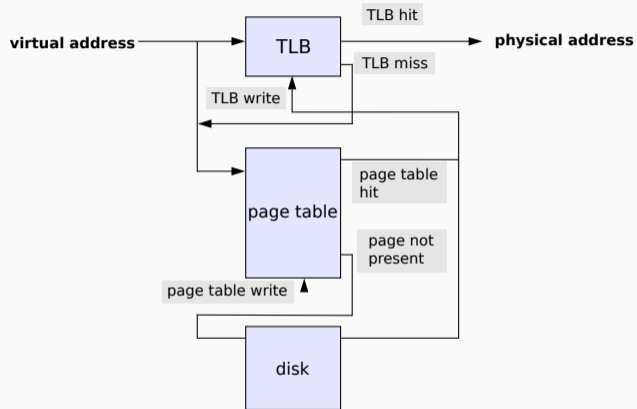 TLB hit
virtual address
TLB
physical address
TLB miss
TLB write
page table
hit
page table
page not
present
page table write
disk